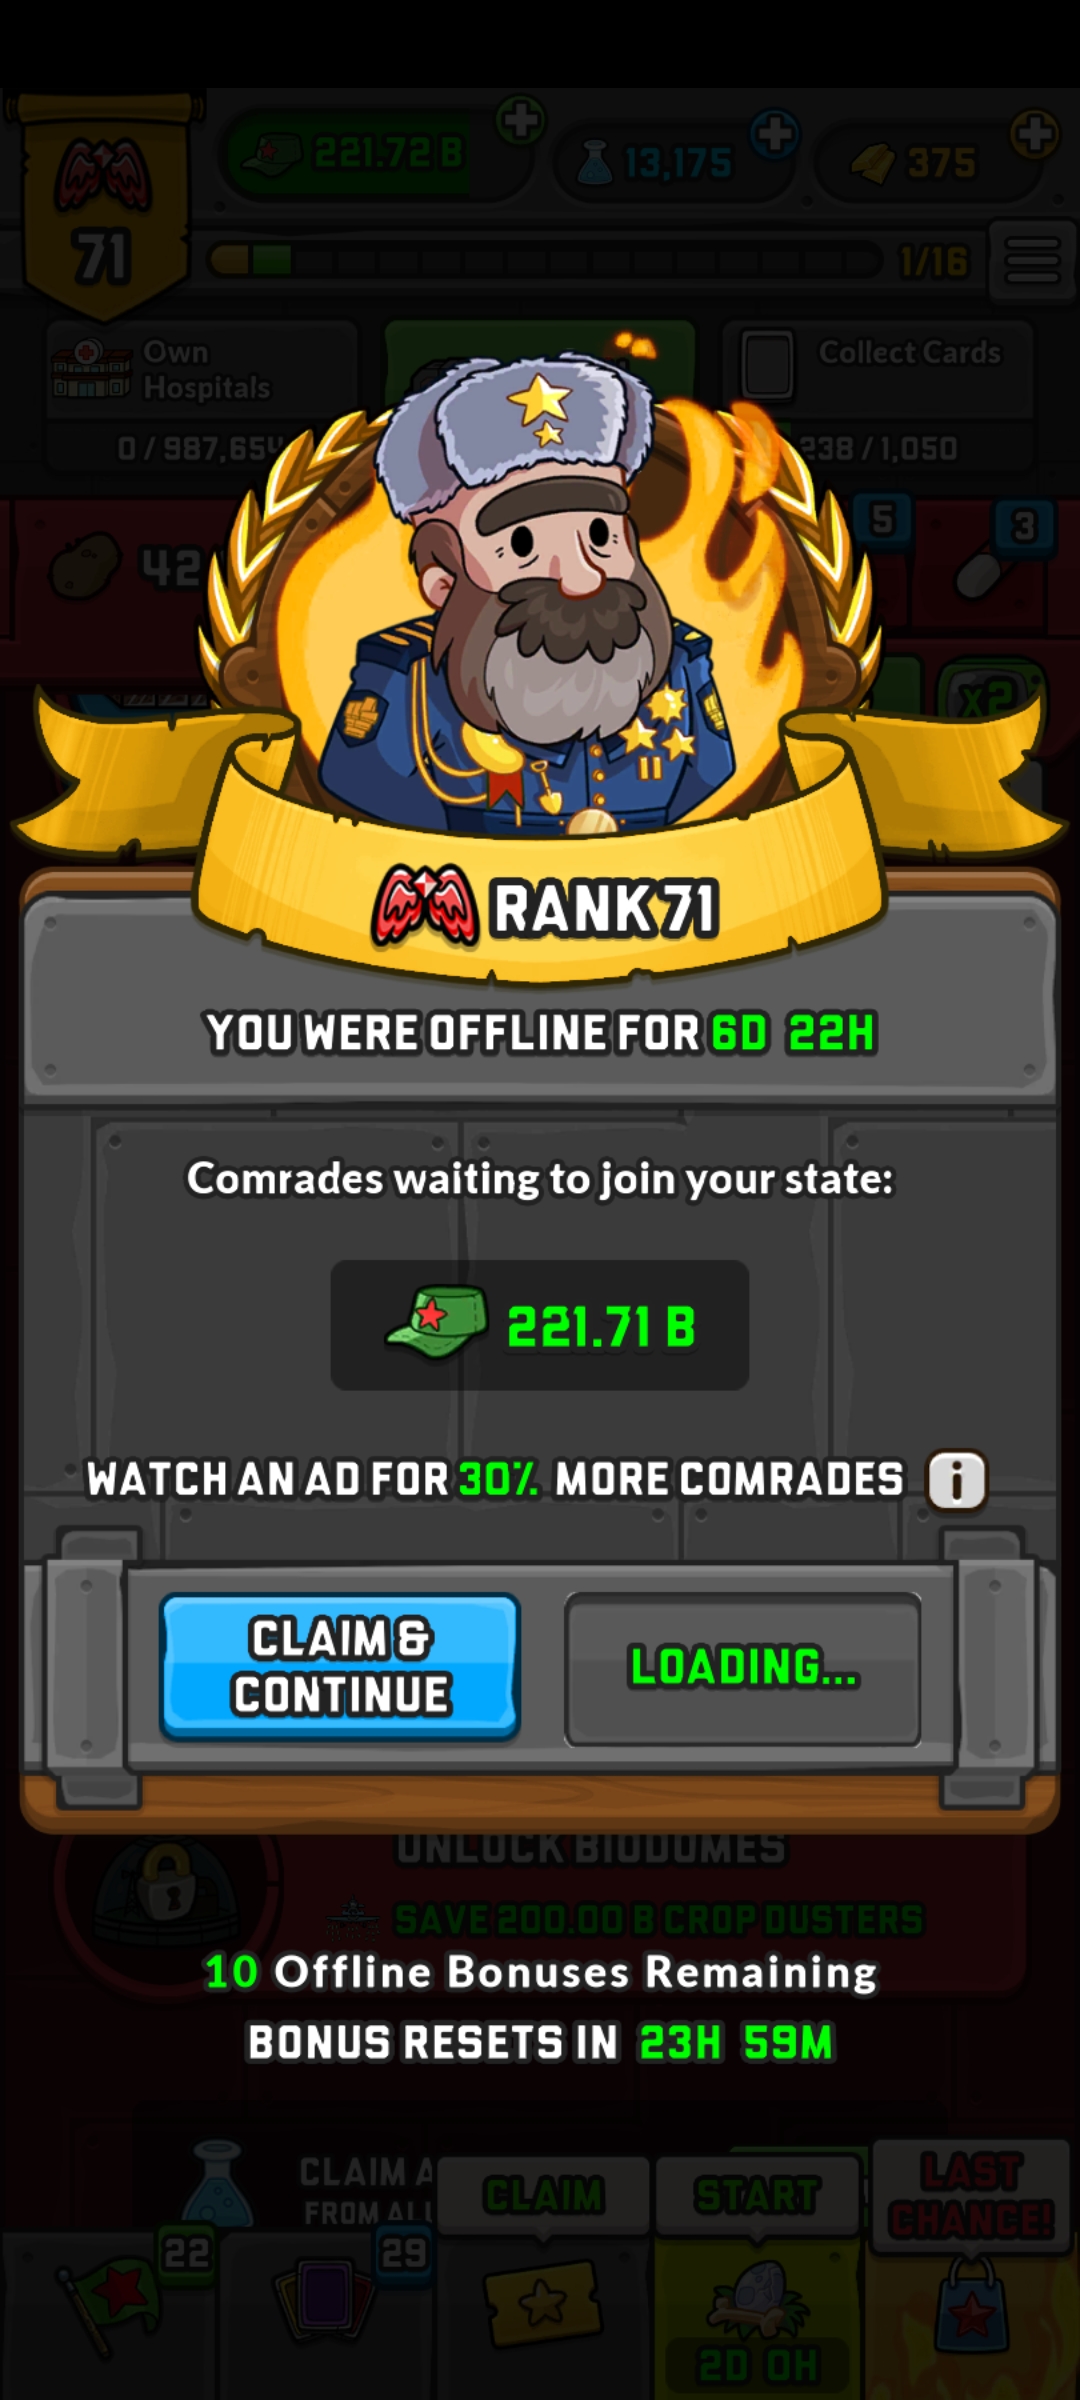 221.72 B
13,175
375
71
1/16
Own
Hospitals
Collect Cards
0 / 987,654
238 / 1,050
42
5
3
x2
RANK 71
YOU WERE OFFLINE FOR 6D 22H
Comrades waiting to join your state:
221.71 B
WATCH AN AD FOR 30% MORE COMRADES
i
CLAIM &
CONTINUE
LOADING...
UNLOCK BIODOMES
SAVE 200.00 B CROP DUSTERS
10 Offline Bonuses Remaining
BONUS RESETS IN 23H 59M
CLAIM A
FROM ALL
CLAIM
START
LAST
CHANCE!
22
29
2D 0H